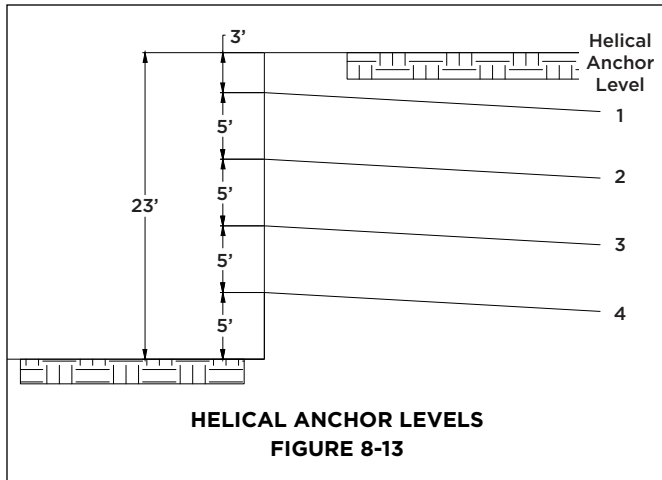 3’
Helical
Anchor
Level
1
5’
2
5’
23’
3
5’
4
5’
HELICAL ANCHOR LEVELS
FIGURE 8-13